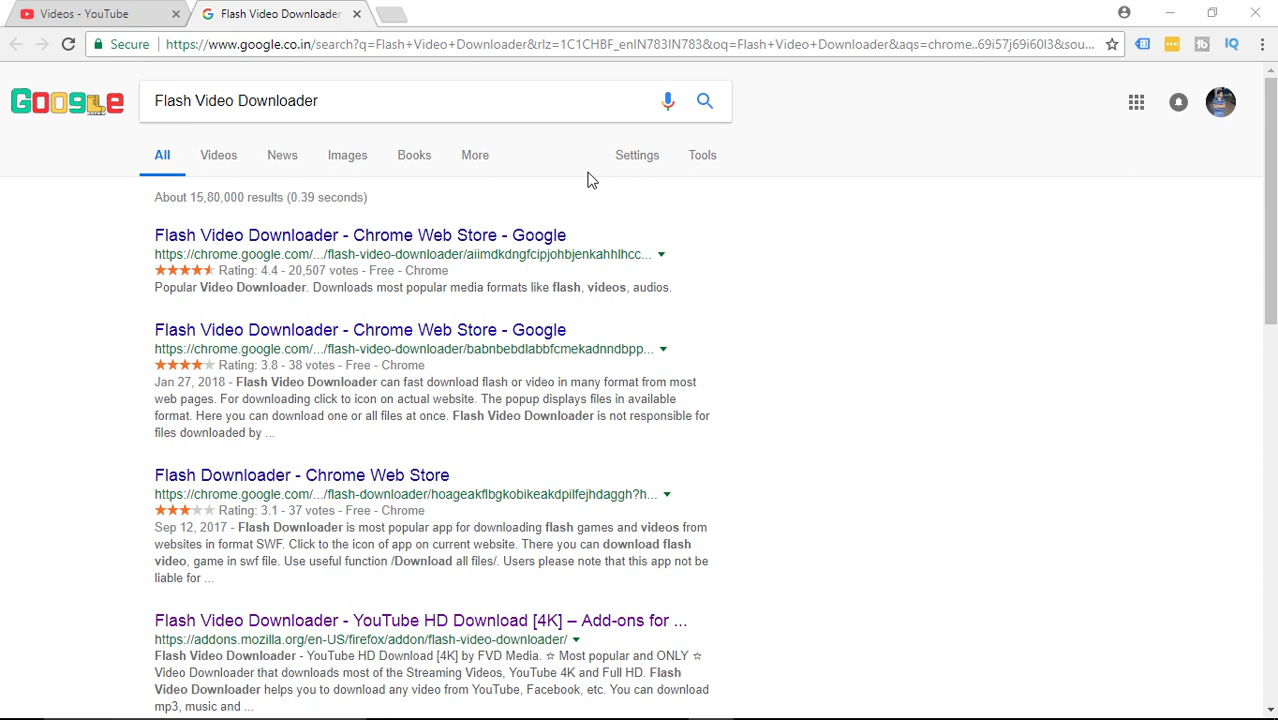 Videos - YouTube
Flash Video Downloader
Secure
https://www.google.co.in/search?q=Flash+Video+Downloader&rlz=1C1CHBF_enIN783IN783&oq=Flash+Video+Downloader&aqs=chrome..69i57j69i60l3&sou...
Google
Flash Video Downloader
All Videos News Images Books More Settings Tools
About 15,80,000 results (0.39 seconds)
Flash Video Downloader - Chrome Web Store - Google
https://chrome.google.com/.../flash-video-downloader/aiimdkdngfcipjohbjenkahhlhcc...
Rating: 4.4 - 20,507 votes - Free - Chrome
Popular Video Downloader. Downloads most popular media formats like flash, videos, audios.
Flash Video Downloader - Chrome Web Store - Google
https://chrome.google.com/.../flash-video-downloader/babnbebdlabbfcmekadnndbpp...
Rating: 3.8 - 38 votes - Free - Chrome
Jan 27, 2018 - Flash Video Downloader can fast download flash or video in many format from most
web pages. For downloading click to icon on actual website. The popup displays files in available
format. Here you can download one or all files at once. Flash Video Downloader is not responsible for
files downloaded by ...
Flash Downloader - Chrome Web Store
https://chrome.google.com/.../flash-downloader/hoageakflbgkobikeakdpilfejhdaggh?h...
Rating: 3.1 - 37 votes - Free - Chrome
Sep 12, 2017 - Flash Downloader is most popular app for downloading flash games and videos from
websites in format SWF. Click to the icon of app on current website. There you can download flash
video, game in swf file. Use useful function /Download all files/. Users please note that this app not be
liable for ...
Flash Video Downloader - YouTube HD Download [4K] – Add-ons for ...
https://addons.mozilla.org/en-US/firefox/addon/flash-video-downloader/
Flash Video Downloader - YouTube HD Download [4K] by FVD Media. ☆ Most popular and ONLY ☆
Video Downloader that downloads most of the Streaming Videos, YouTube 4K and Full HD. Flash
Video Downloader helps you to download any video from YouTube, Facebook, etc. You can download
mp3, music and ...